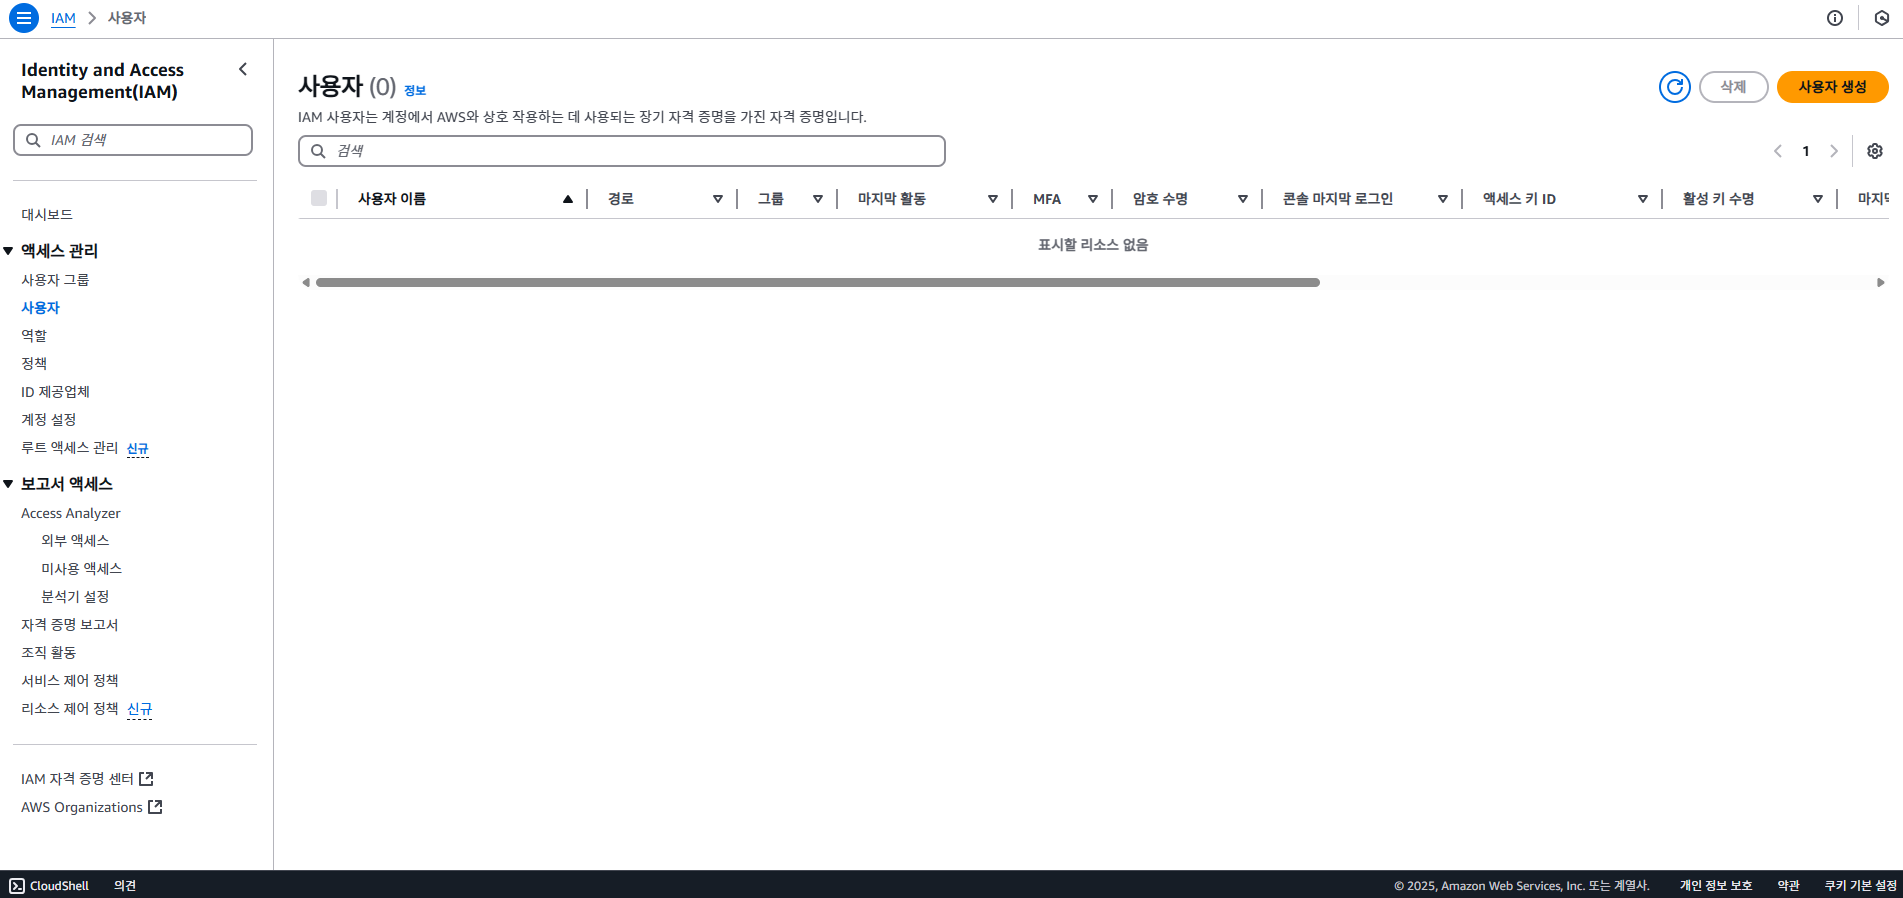 IAM > 사용자
Identity and Access
Management(IAM)
IAM 검색
대시보드
액세스 관리
사용자 그룹
사용자
역할
정책
ID 제공업체
계정 설정
루트 액세스 관리 신규
보고서 액세스
Access Analyzer
외부 액세스
미사용 액세스
분석기 설정
자격 증명 보고서
조직 활동
서비스 제어 정책
리소스 제어 정책 신규
IAM 자격 증명 센터
AWS Organizations
사용자 (0) 정보
삭제 사용자 생성
IAM 사용자는 계정에서 AWS와 상호 작용하는 데 사용되는 장기 자격 증명을 가진 자격 증명입니다.
검색
1
사용자 이름 경로 그룹 마지막 활동 MFA 암호 수명 콘솔 마지막 로그인 액세스 키 ID 활성 키 수명
표시할 리소스 없음
CloudShell 의견 © 2025, Amazon Web Services, Inc. 또는 계열사. 개인 정보 보호 약관 쿠키 기본 설정